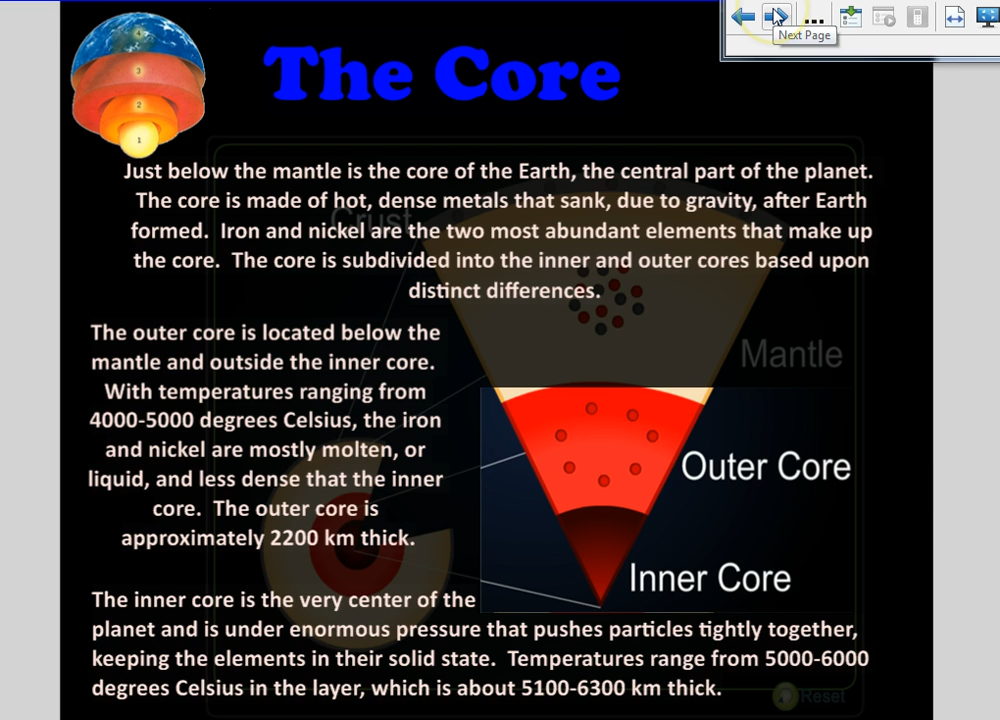 Next Page
The Core
4
3
2
1
Just below the mantle is the core of the Earth, the central part of the planet.
The core is made of hot, dense metals that sank, due to gravity, after Earth
formed. Iron and nickel are the two most abundant elements that make up
the core. The core is subdivided into the inner and outer cores based upon
distinct differences.
Crust
The outer core is located below the
mantle and outside the inner core.
With temperatures ranging from
4000-5000 degrees Celsius, the iron
and nickel are mostly molten, or
liquid, and less dense that the inner
core. The outer core is
approximately 2200 km thick.
Mantle
Outer Core
Inner Core
The inner core is the very center of the
planet and is under enormous pressure that pushes particles tightly together,
keeping the elements in their solid state. Temperatures range from 5000-6000
degrees Celsius in the layer, which is about 5100-6300 km thick.
Reset